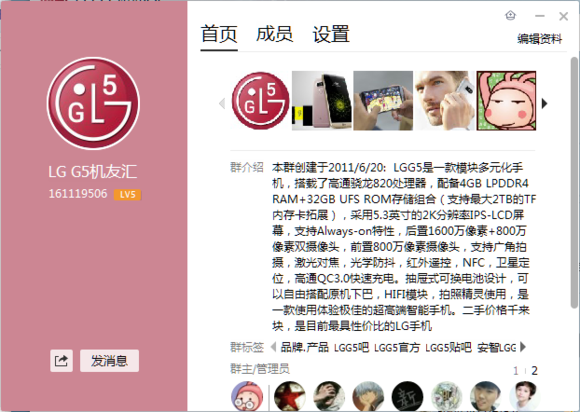 首页 成员 设置
编辑资料
G L 5 G
LG G5机友汇
161119506 LV5
群介绍 本群创建于2011/6/20: LGG5是一款模块多元化手
机，搭载了高通骁龙820处理器，配备4GB LPDDR4
RAM+32GB UFS ROM存储组合（支持最大2TB的TF
内存卡拓展），采用5.3英寸的2K分辨率IPS-LCD屏
幕，支持Always-on特性，后置1600万像素+800万
像素双摄像头，前置800万像素摄像头，支持广角拍
摄，激光对焦，光学防抖，红外遥控，NFC，卫星定
位，高通QC3.0快速充电。抽屉式可换电池设计，可
以自由搭配原机下巴，HIFI模块，拍照精灵使用，是
一款使用体验极佳的超高端智能手机。二手价格千来
块，是目前最具性价比的LG手机
群标签 品牌.产品 LGG5吧 LGG5官方 LGG5贴吧 安智LGG
群主/管理员 1 2
发消息